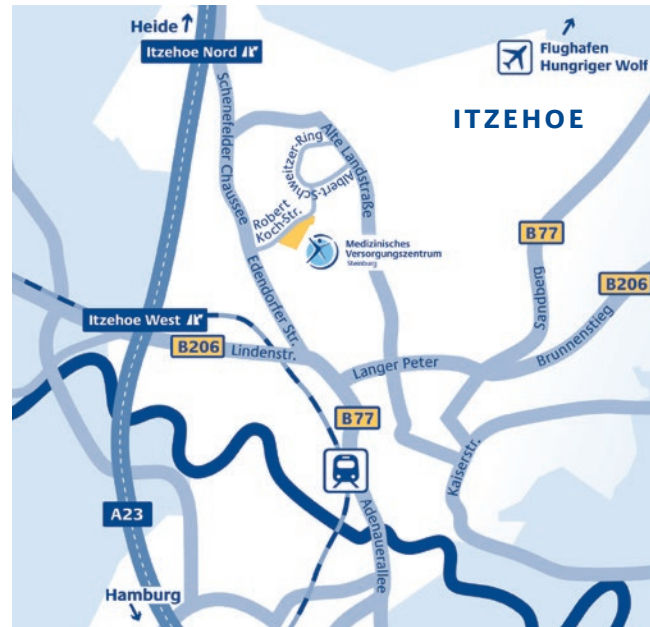 Heide
Itzehoe Nord
Flughafen
Hungriger Wolf
ITZEHOE
Schenefelder Chaussee
Alte Landstraße
Albert-Schweitzer-Ring
Robert
Koch-Str.
Medizinisches
Versorgungszentrum
Steinburg
B77
Sandberg
B206
Edendorfer Str.
Itzehoe West
B206
Lindenstr.
Langer Peter
Brunnenstieg
B77
Kaiserstr.
A23
Adenauerallee
Hamburg